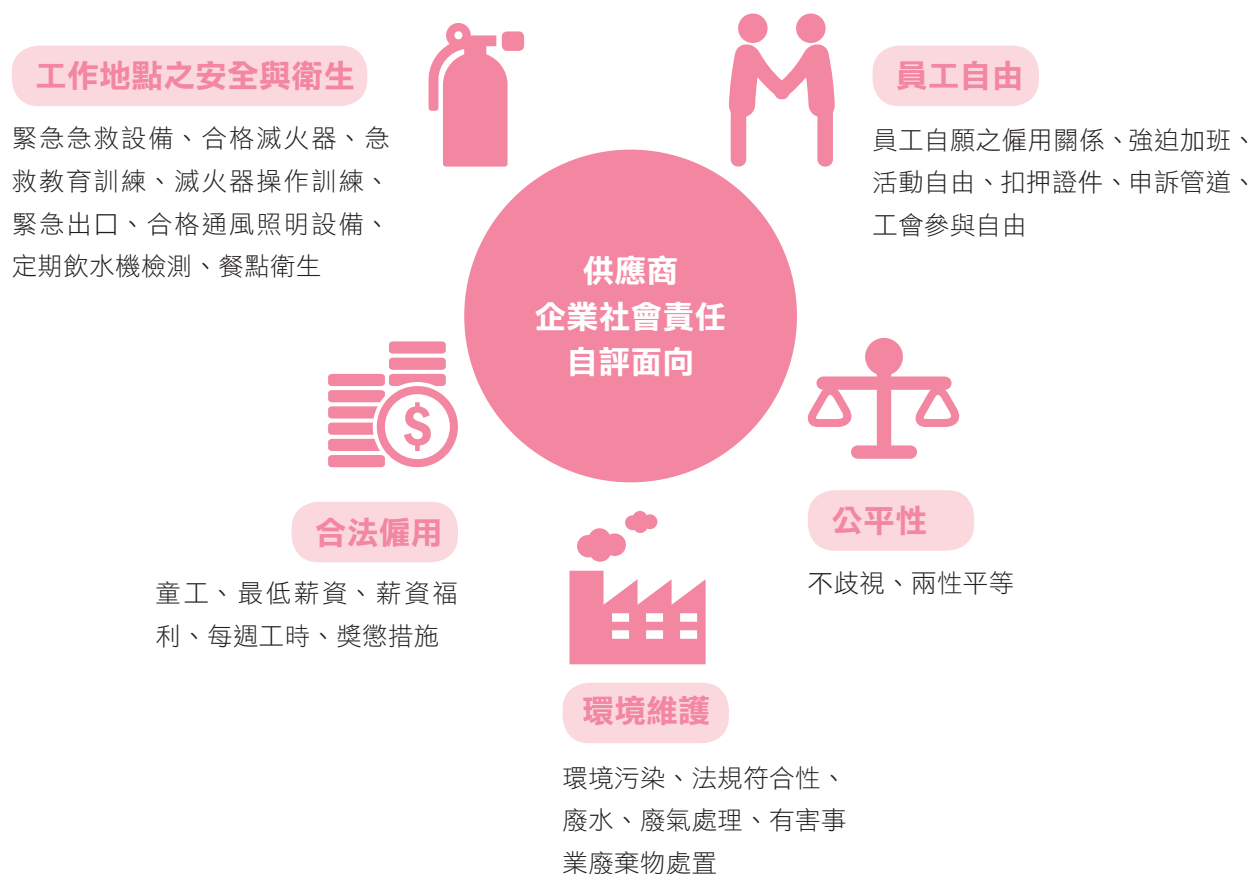 工作地點之安全與衛生
緊急急救設備、合格滅火器、急
救教育訓練、滅火器操作訓練、
緊急出口、合格通風照明設備、
定期飲水機檢測、餐點衛生
員工自由
員工自願之僱用關係、強迫加班、
活動自由、扣押證件、申訴管道、
工會參與自由
供應商
企業社會責任
自評面向
$
合法僱用
童工、最低薪資、薪資福
利、每週工時、獎懲措施
公平性
不歧視、兩性平等
環境維護
環境污染、法規符合性、
廢水、廢氣處理、有害事
業廢棄物處置